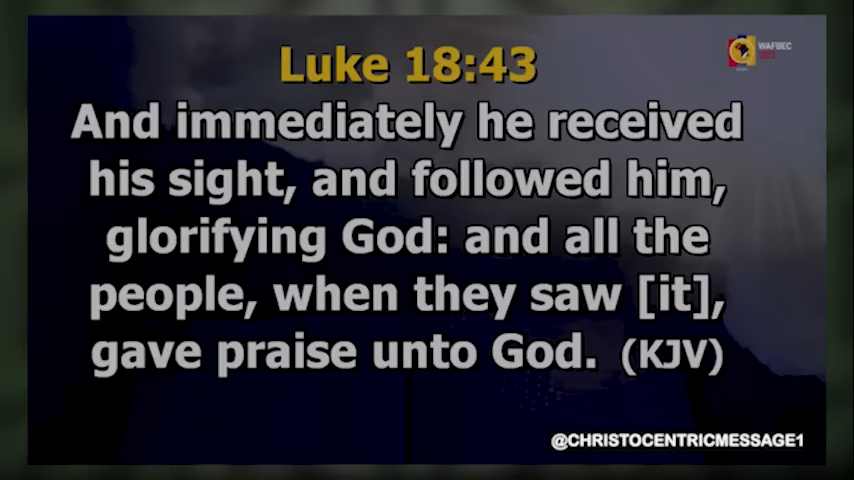 Luke 18:43
WAFBEC
And immediately he received
his sight, and followed him,
glorifying God: and all the
people, when they saw [it],
gave praise unto God. (KJV)
@CHRISTOCENTRICMESSAGE1